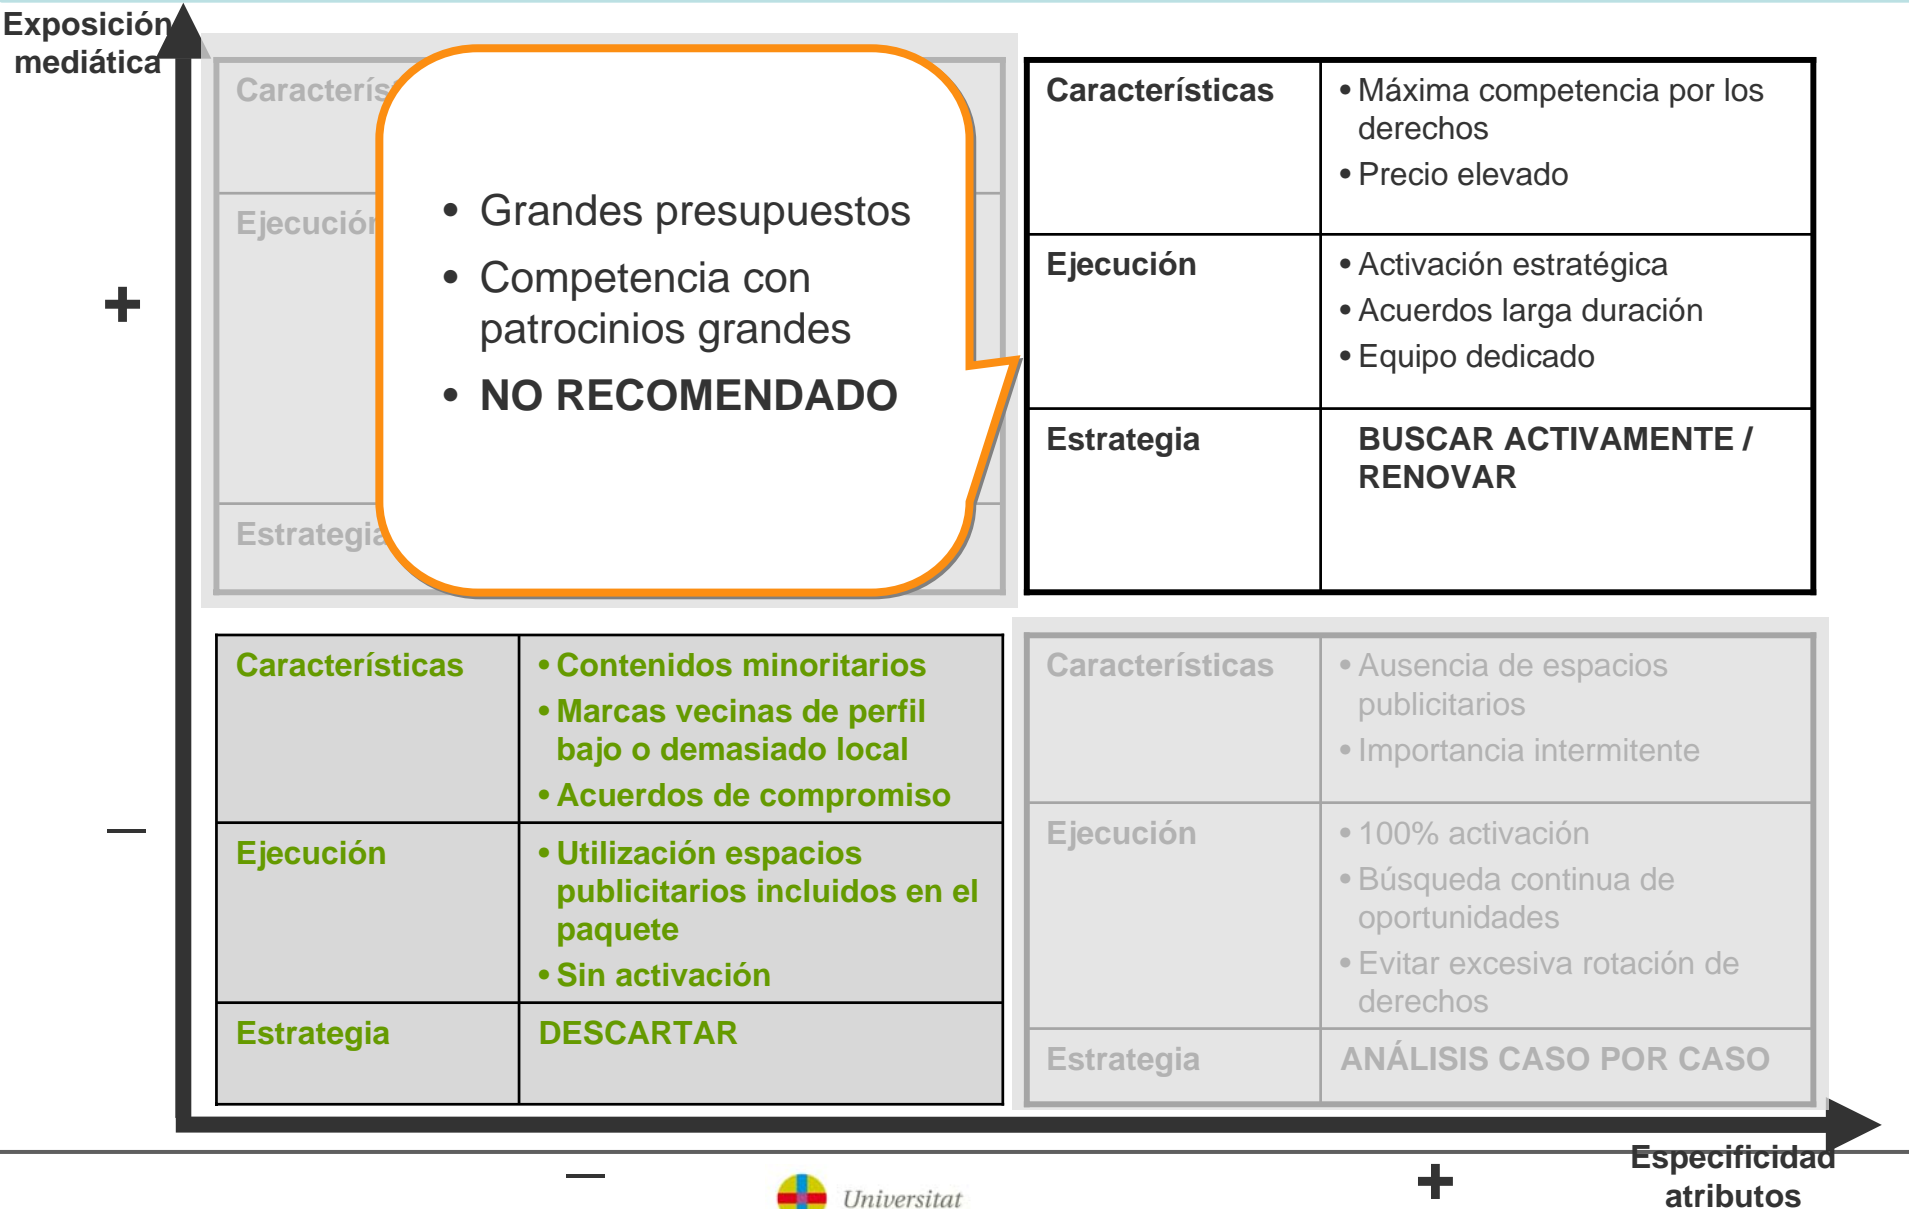 Exposición
mediática
Característ
Ejecución
Estrategia
• Grandes presupuestos
• Competencia con
patrocinios grandes
• NO RECOMENDADO
Características
• Máxima competencia por los
derechos
• Precio elevado
Ejecución
• Activación estratégica
• Acuerdos larga duración
• Equipo dedicado
Estrategia
BUSCAR ACTIVAMENTE /
RENOVAR
+
Características
• Contenidos minoritarios
• Marcas vecinas de perfil
bajo o demasiado local
• Acuerdos de compromiso
Ejecución
• Utilización espacios
publicitarios incluidos en el
paquete
• Sin activación
Estrategia
DESCARTAR
Características
• Ausencia de espacios
publicitarios
• Importancia intermitente
Ejecución
• 100% activación
• Búsqueda continua de
oportunidades
• Evitar excesiva rotación de
derechos
Estrategia
ANÁLISIS CASO POR CASO
—
—
+
Especificidad
atributos
Universitat